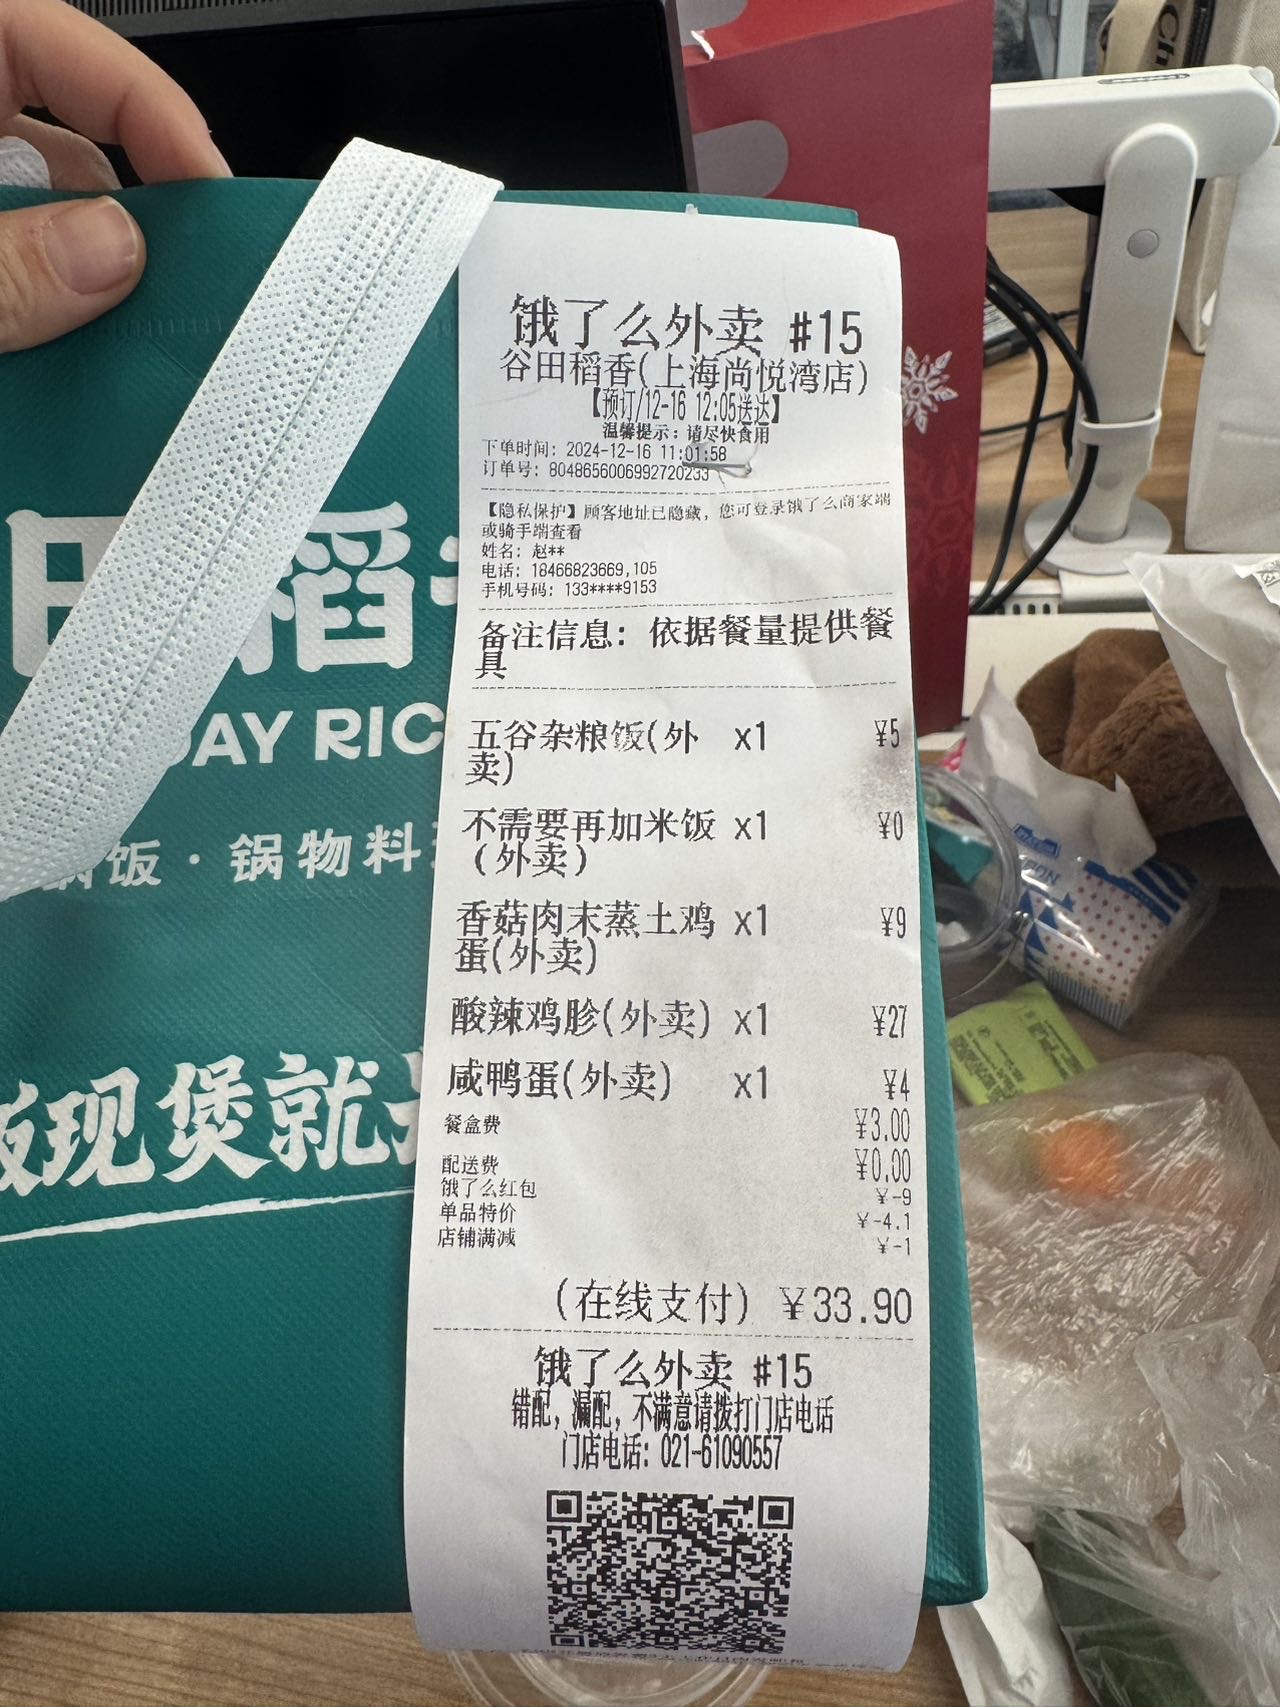 饿了么外卖 #15
谷田稻香(上海尚悦湾店)
【预订/12-16 12:05送达】
温馨提示：请尽快食用
下单时间: 2024-12-16 11:01:58
订单号: 8048656006992720233
【隐私保护】顾客地址已隐藏，您可登录饿了么商家端
或骑手端查看
姓名: 赵**
电话: 18466823669,105
手机号码: 133****9153
备注信息: 依据餐量提供餐
具
五谷杂粮饭(外 x1 ¥5
卖)
不需要再加米饭 x1 ¥0
(外卖)
香菇肉末蒸土鸡 x1 ¥9
蛋(外卖)
酸辣鸡胗(外卖) x1 ¥27
咸鸭蛋(外卖) x1 ¥4
餐盒费 ¥3.00
配送费 ¥0.00
饿了么红包 ¥-9
单品特价 ¥-4.1
店铺满减 ¥-1
(在线支付) ¥33.90
饿了么外卖 #15
错配，漏配，不满意请拨打门店电话
门店电话: 021-61090557
田稻
DAY RIC
饭·锅物料
饭现煲就